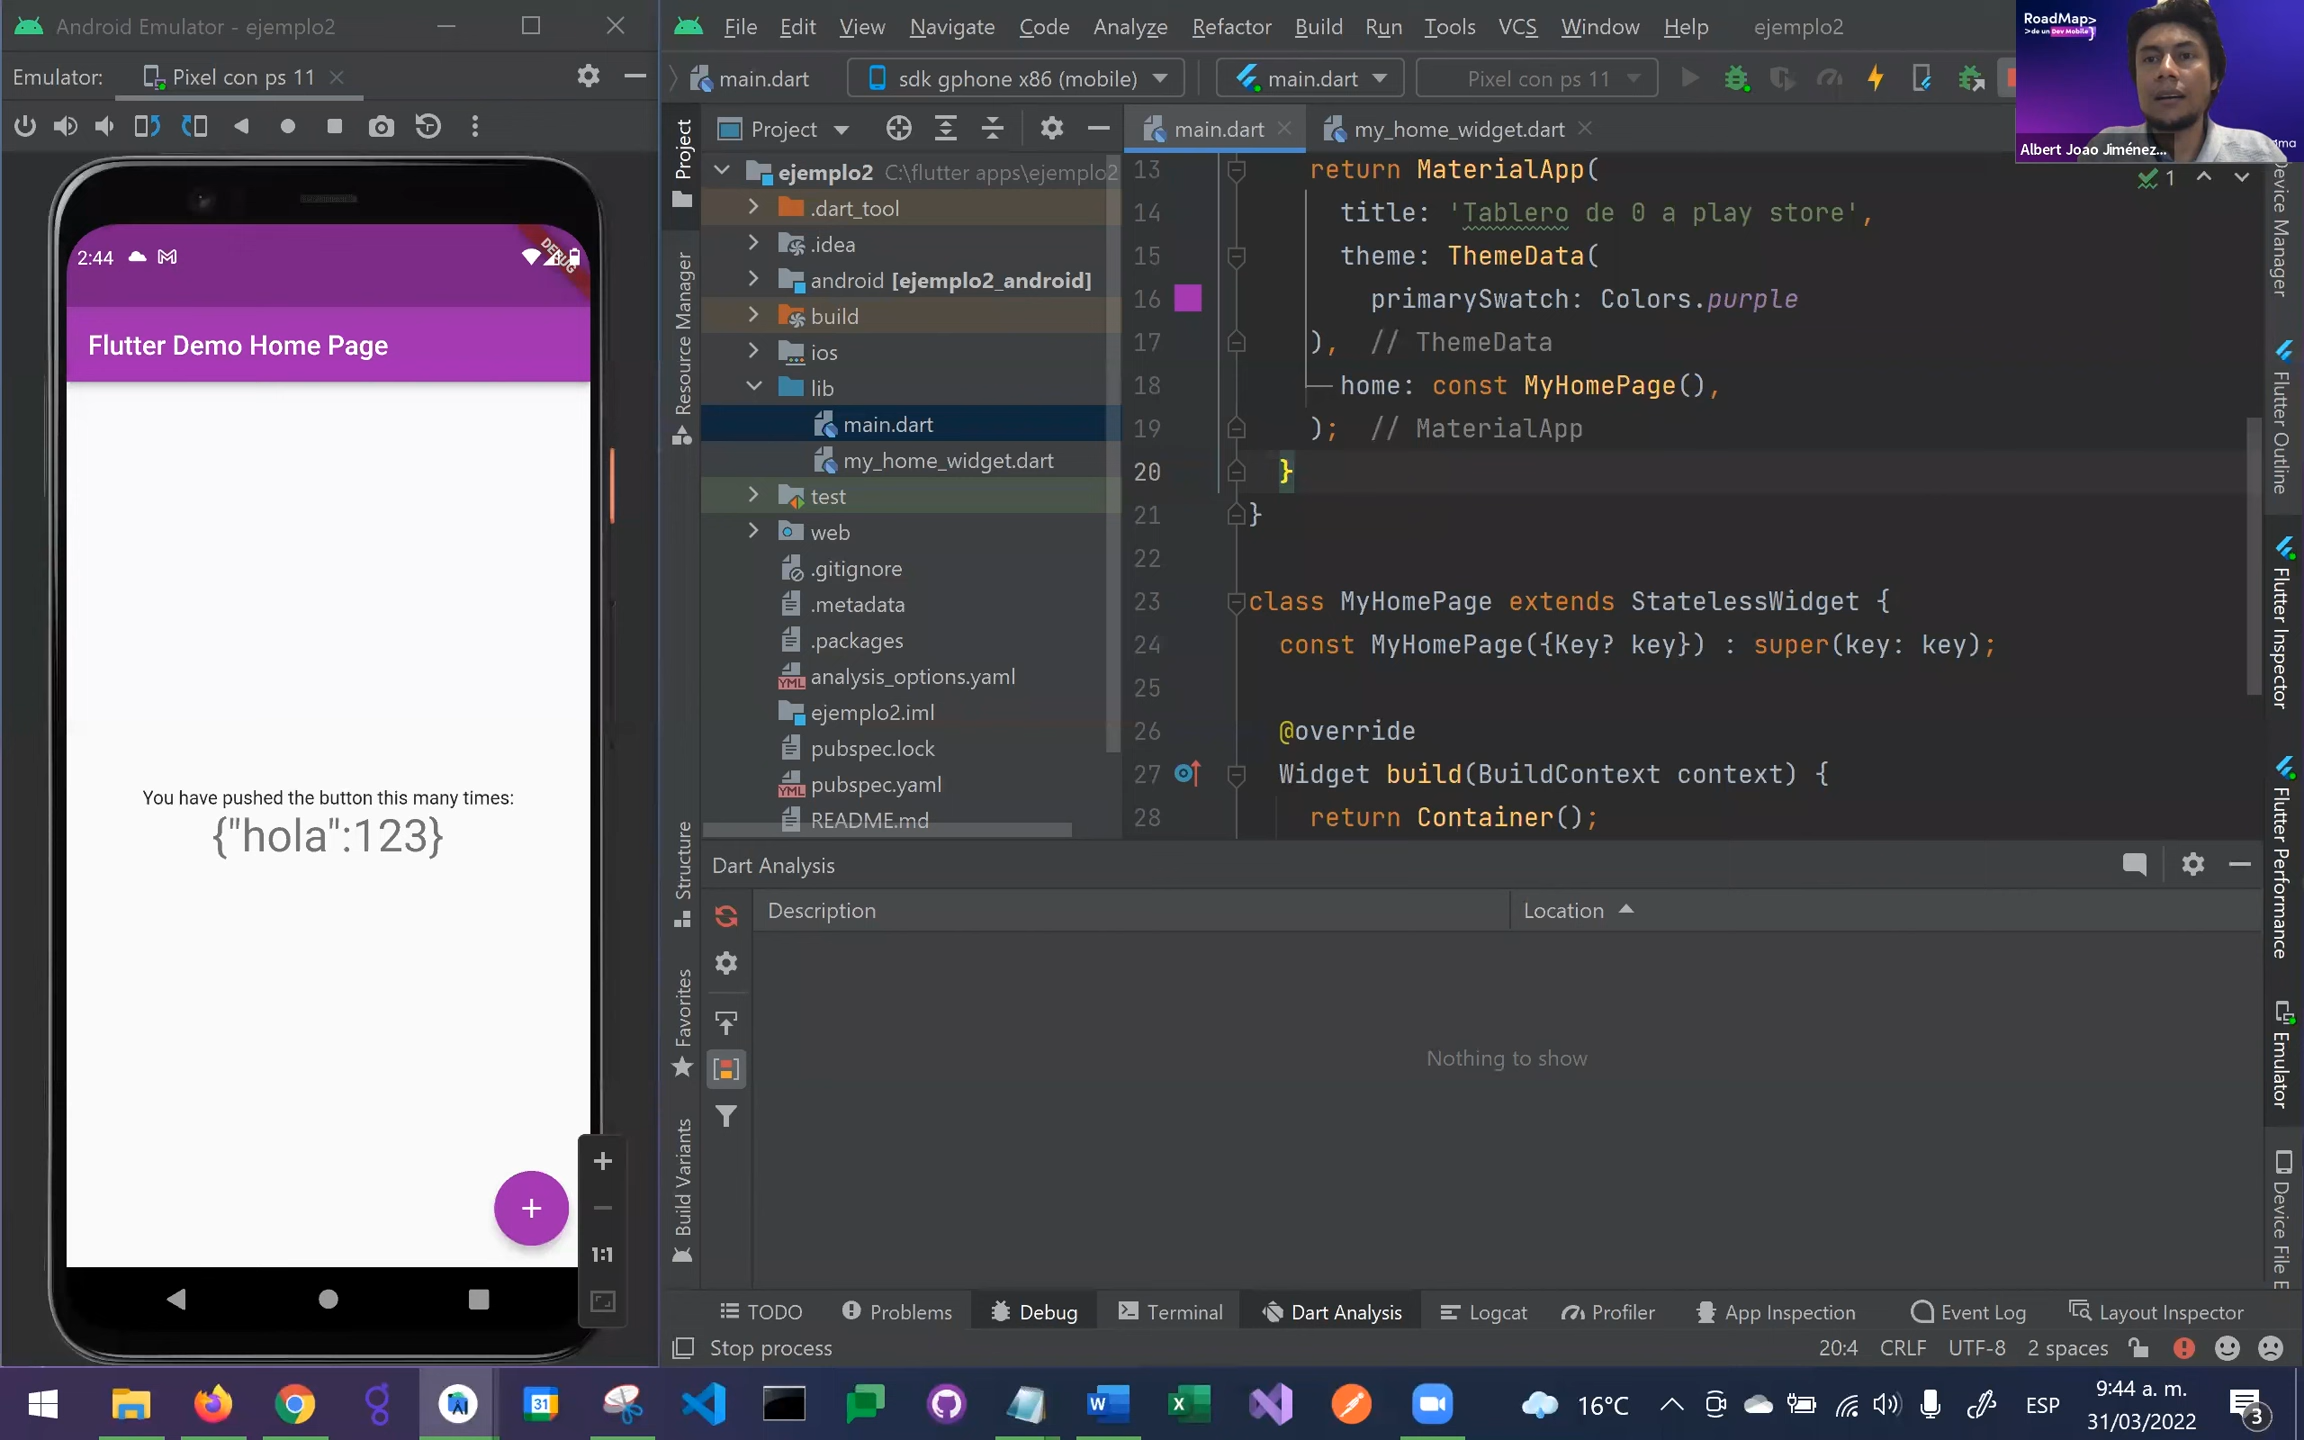 Android Emulator - ejemplo2
Emulator: Pixel con ps 11
2:44
DEBUG
Flutter Demo Home Page
You have pushed the button this many times:
{"hola":123}
1:1
File Edit View Navigate Code Analyze Refactor Build Run Tools VCS Window Help ejemplo2
main.dart sdk gphone x86 (mobile) main.dart Pixel con ps 11
Project
main.dart my_home_widget.dart
ejemplo2 C:\flutter apps\ejemplo2
.dart_tool
.idea
android [ejemplo2_android]
build
ios
lib
main.dart
my_home_widget.dart
test
web
.gitignore
.metadata
.packages
analysis_options.yaml
ejemplo2.iml
pubspec.lock
pubspec.yaml
README.md
Project
Resource Manager
Structure
Favorites
Build Variants
1
13 return MaterialApp(
14 title: 'Tablero de 0 a play store',
15 theme: ThemeData(
16 primarySwatch: Colors.purple
17 ), // ThemeData
18 home: const MyHomePage(),
19 ); // MaterialApp
20 }
21 }
22
23 class MyHomePage extends StatelessWidget {
24 const MyHomePage({Key? key}) : super(key: key);
25
26 @override
27 Widget build(BuildContext context) {
28 return Container();
Dart Analysis
Description Location
Nothing to show
RoadMap>
>de un Dev Mobile}
Albert Joao Jiménez...
Device Manager
Flutter Outline
Flutter Inspector
Flutter Performance
Emulator
Device File E
TODO Problems Debug Terminal Dart Analysis Logcat Profiler App Inspection Event Log Layout Inspector
Stop process 20:4 CRLF UTF-8 2 spaces
31
16°C ESP
9:44 a. m.
31/03/2022
3